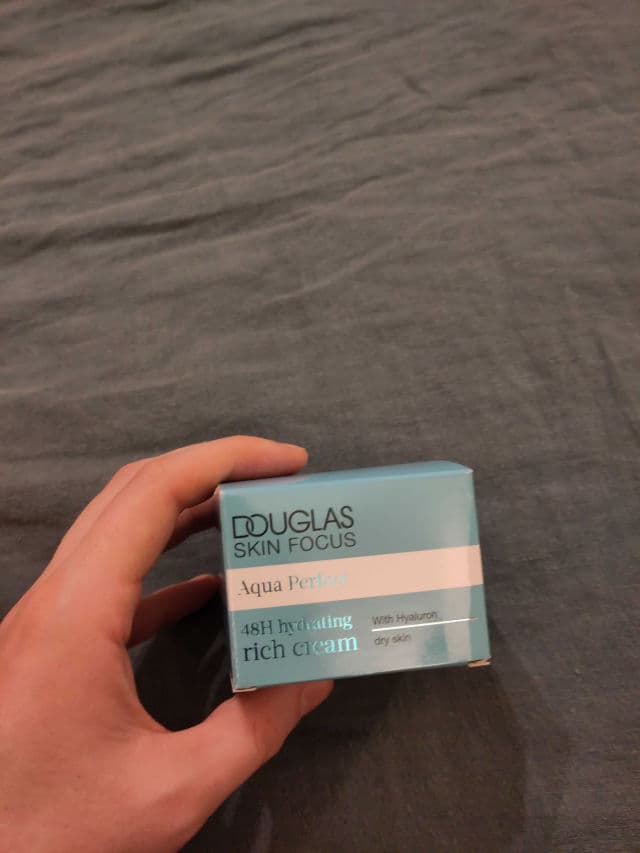 DOUGLAS
SKIN FOCUS
Aqua Perfect
48H hydrating
rich cream
With Hyaluron
dry skin